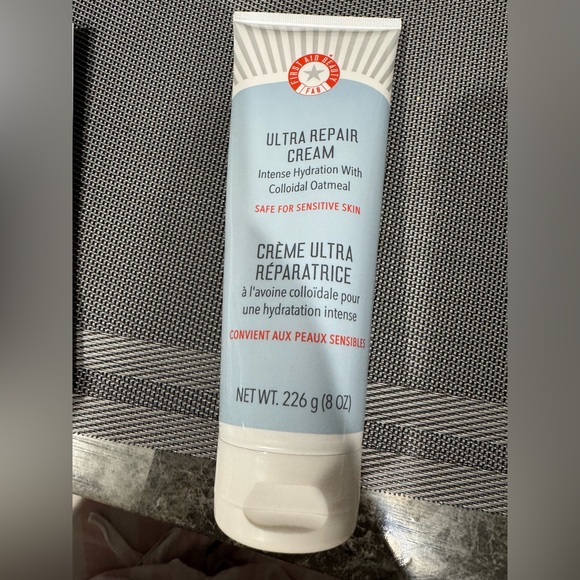 FIRST AID BEAUTY
FAB
ULTRA REPAIR
CREAM
Intense Hydration With
Colloidal Oatmeal
SAFE FOR SENSITIVE SKIN
CRÈME ULTRA
RÉPARATRICE
à l'avoine colloïdale pour
une hydratation intense
CONVIENT AUX PEAUX SENSIBLES
NET WT. 226 g (8 OZ)